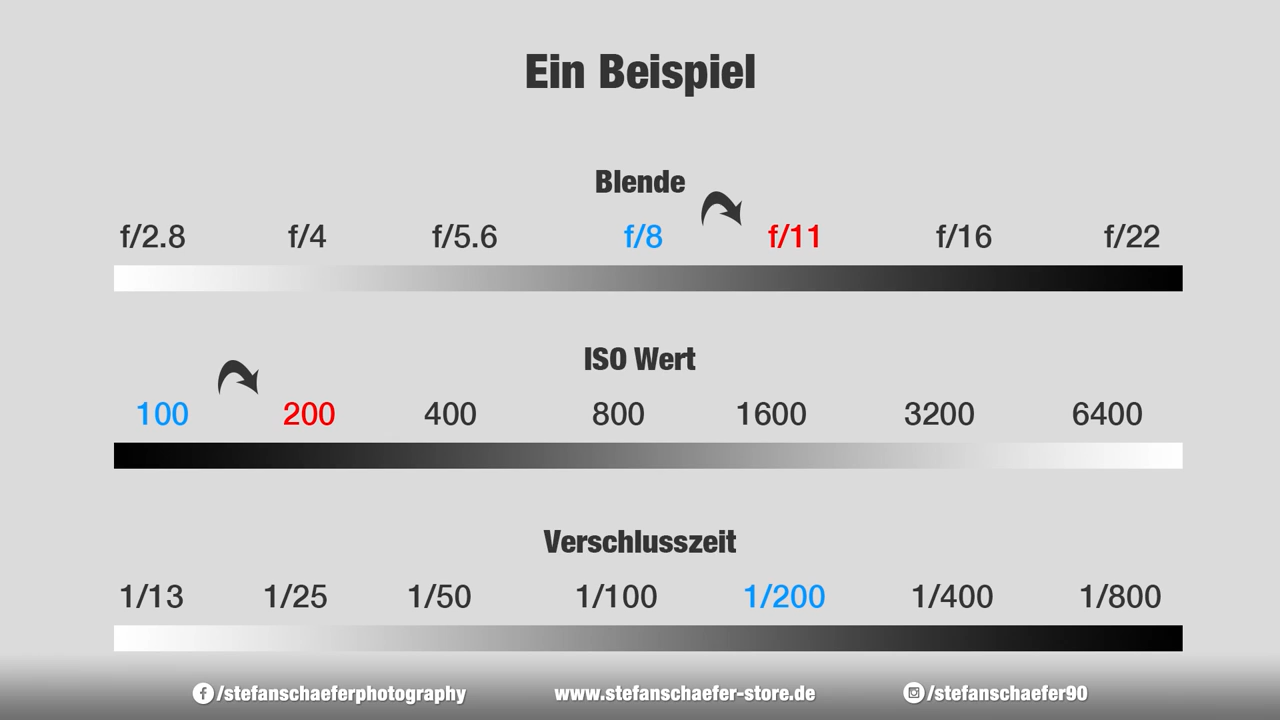 Ein Beispiel
Blende
f/2.8 f/4 f/5.6 f/8 f/11 f/16 f/22
ISO Wert
100 200 400 800 1600 3200 6400
Verschlusszeit
1/13 1/25 1/50 1/100 1/200 1/400 1/800
/stefanschaeferphotography www.stefanschaefer-store.de /stefanschaefer90